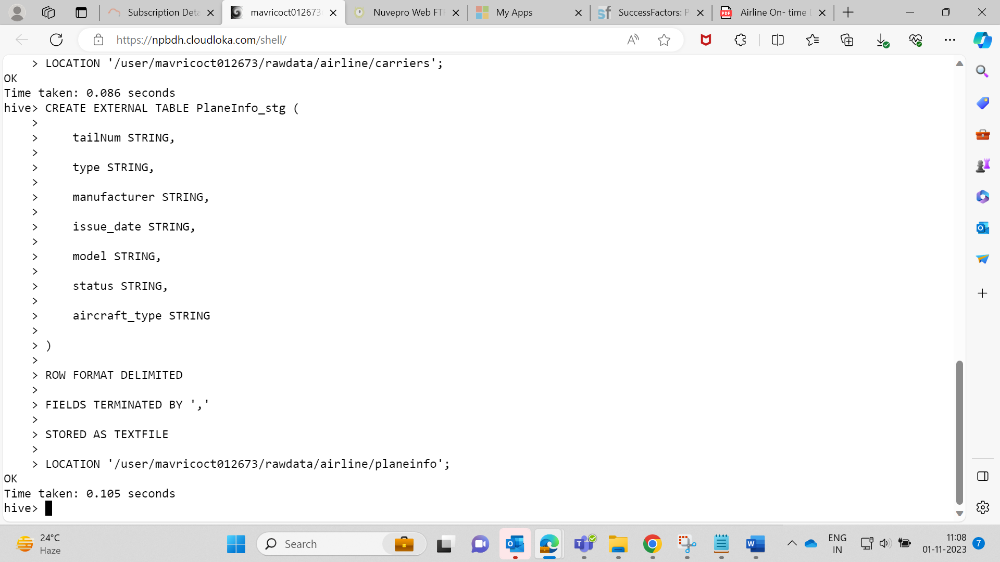 Subscription Deta
mavricoct012673
Nuvepro Web FTP
My Apps
SuccessFactors: P
Airline On- time D
https://npbdh.cloudloka.com/shell/
    > LOCATION '/user/mavricoct012673/rawdata/airline/carriers';
OK
Time taken: 0.086 seconds
hive> CREATE EXTERNAL TABLE PlaneInfo_stg (
    >
    >     tailNum STRING,
    >
    >     type STRING,
    >
    >     manufacturer STRING,
    >
    >     issue_date STRING,
    >
    >     model STRING,
    >
    >     status STRING,
    >
    >     aircraft_type STRING
    >
    > )
    >
    > ROW FORMAT DELIMITED
    >
    > FIELDS TERMINATED BY ','
    >
    > STORED AS TEXTFILE
    >
    > LOCATION '/user/mavricoct012673/rawdata/airline/planeinfo';
OK
Time taken: 0.105 seconds
hive>
24°C
Haze
Search
ENG
IN
11:08
01-11-2023
7